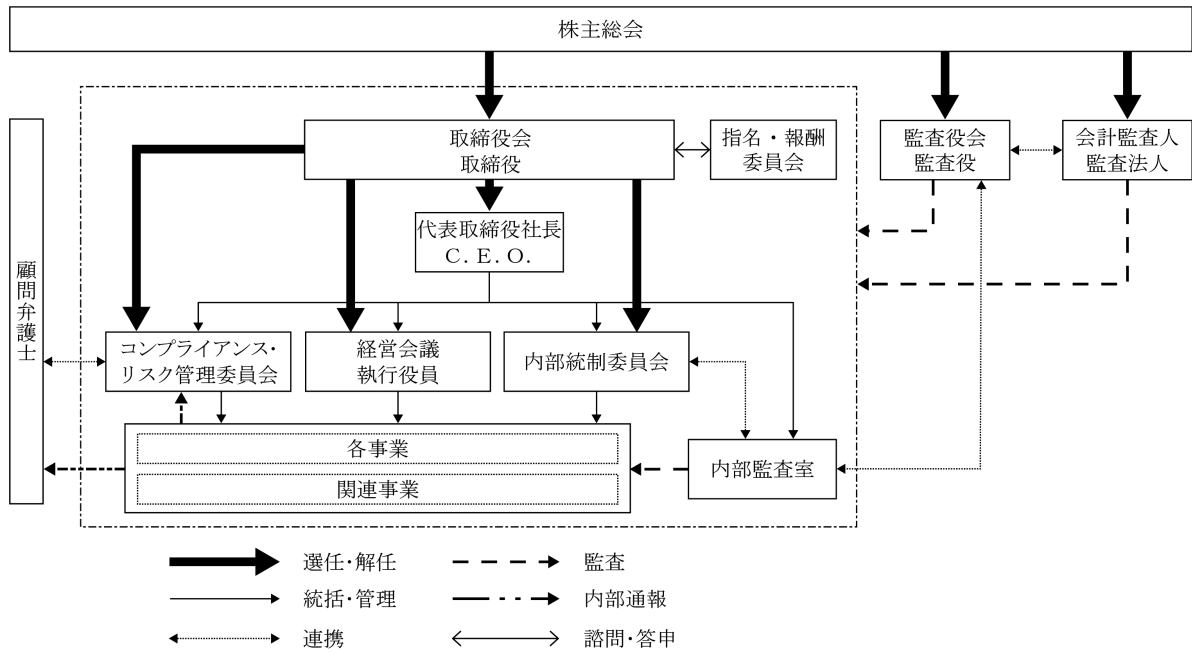 株主総会
取締役会
取締役
指名・報酬
委員会
監査役会
監査役
会計監査人
監査法人
代表取締役社長
C. E. O.
顧問弁護士
コンプライアンス・
リスク管理委員会
経営会議
執行役員
内部統制委員会
各事業
関連事業
内部監査室
選任・解任
監査
統括・管理
内部通報
連携
諮問・答申